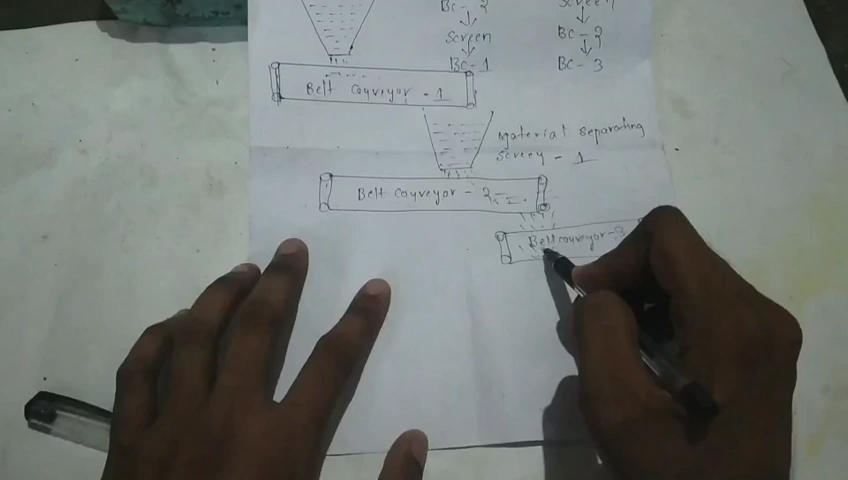 BC-2
Screen
↓
↓
Screen
BC-2
↓
↓
BC-1
BC-3
Belt conveyor - 1
Material separating
screen - 1
Belt conveyor - 2
Belt conveyor-3